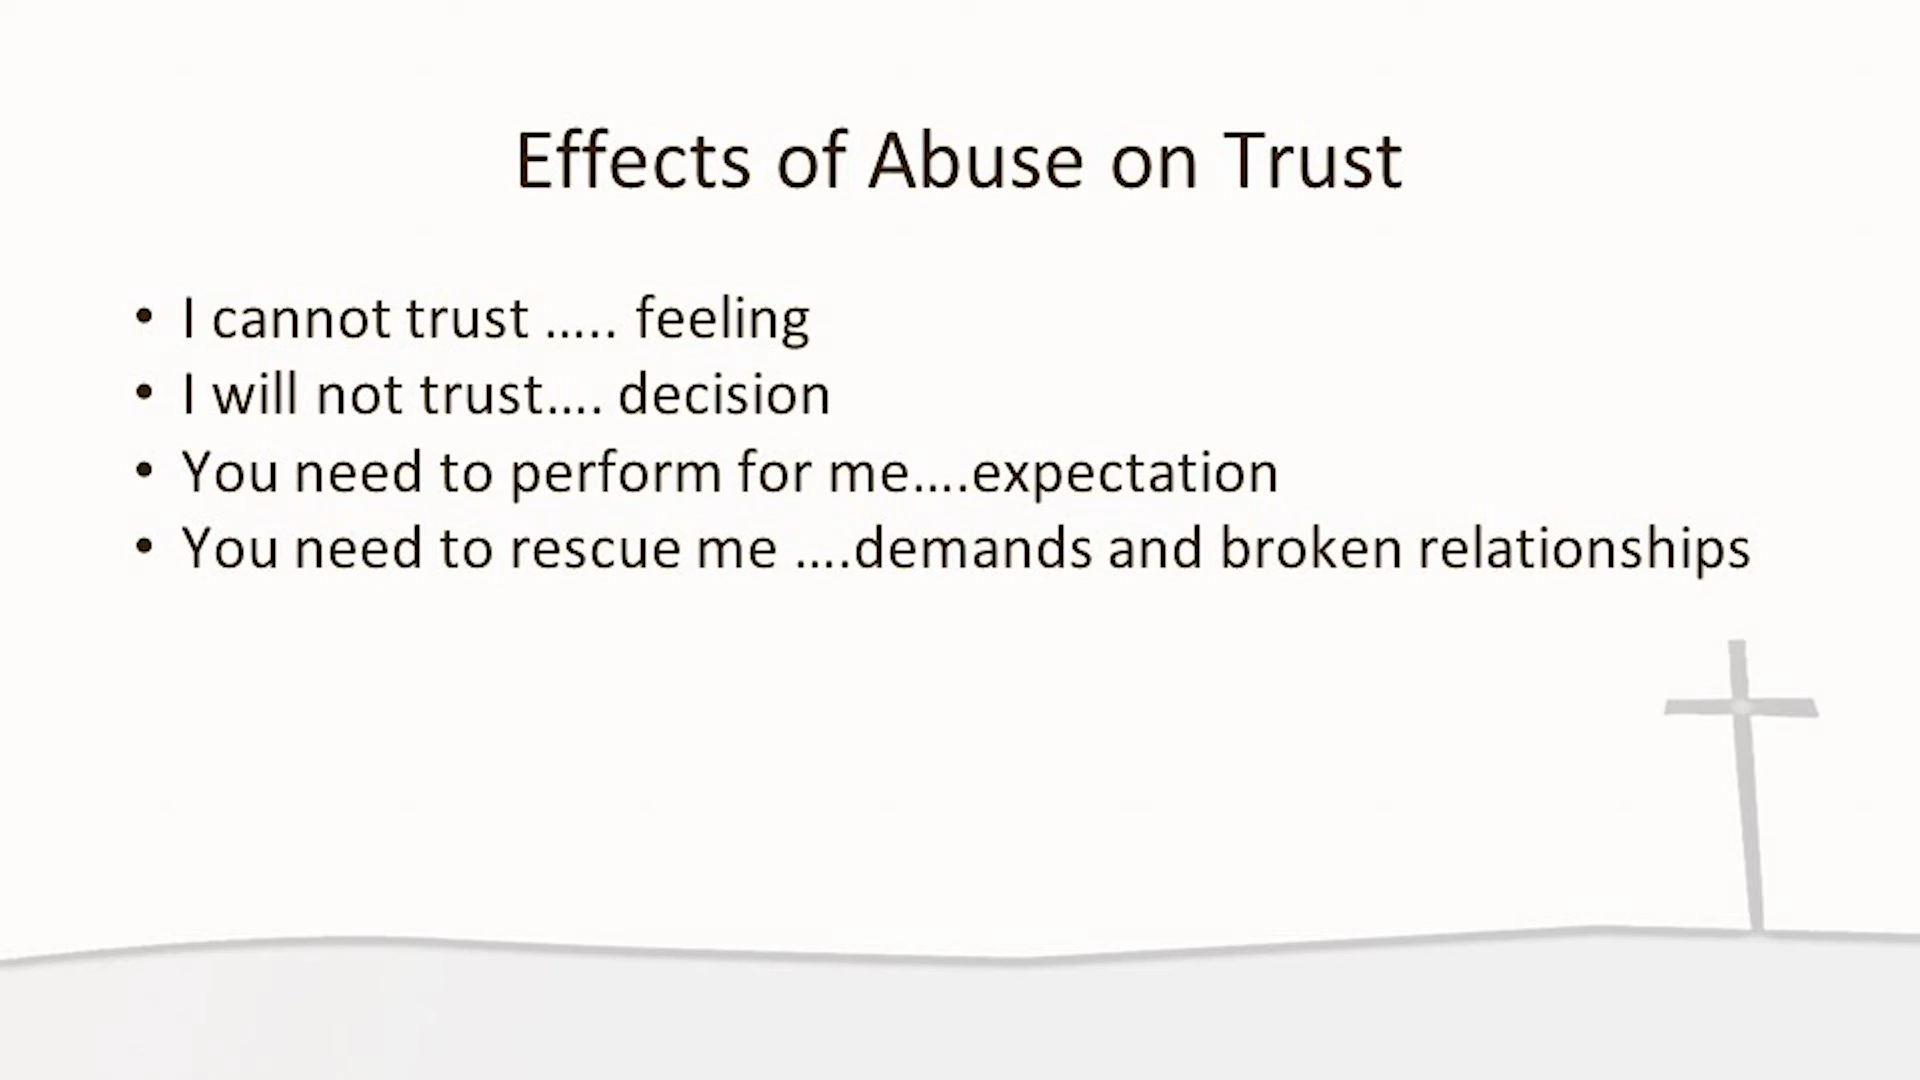 Effects of Abuse on Trust
• I cannot trust ..... feeling
• I will not trust.... decision
• You need to perform for me....expectation
• You need to rescue me ....demands and broken relationships